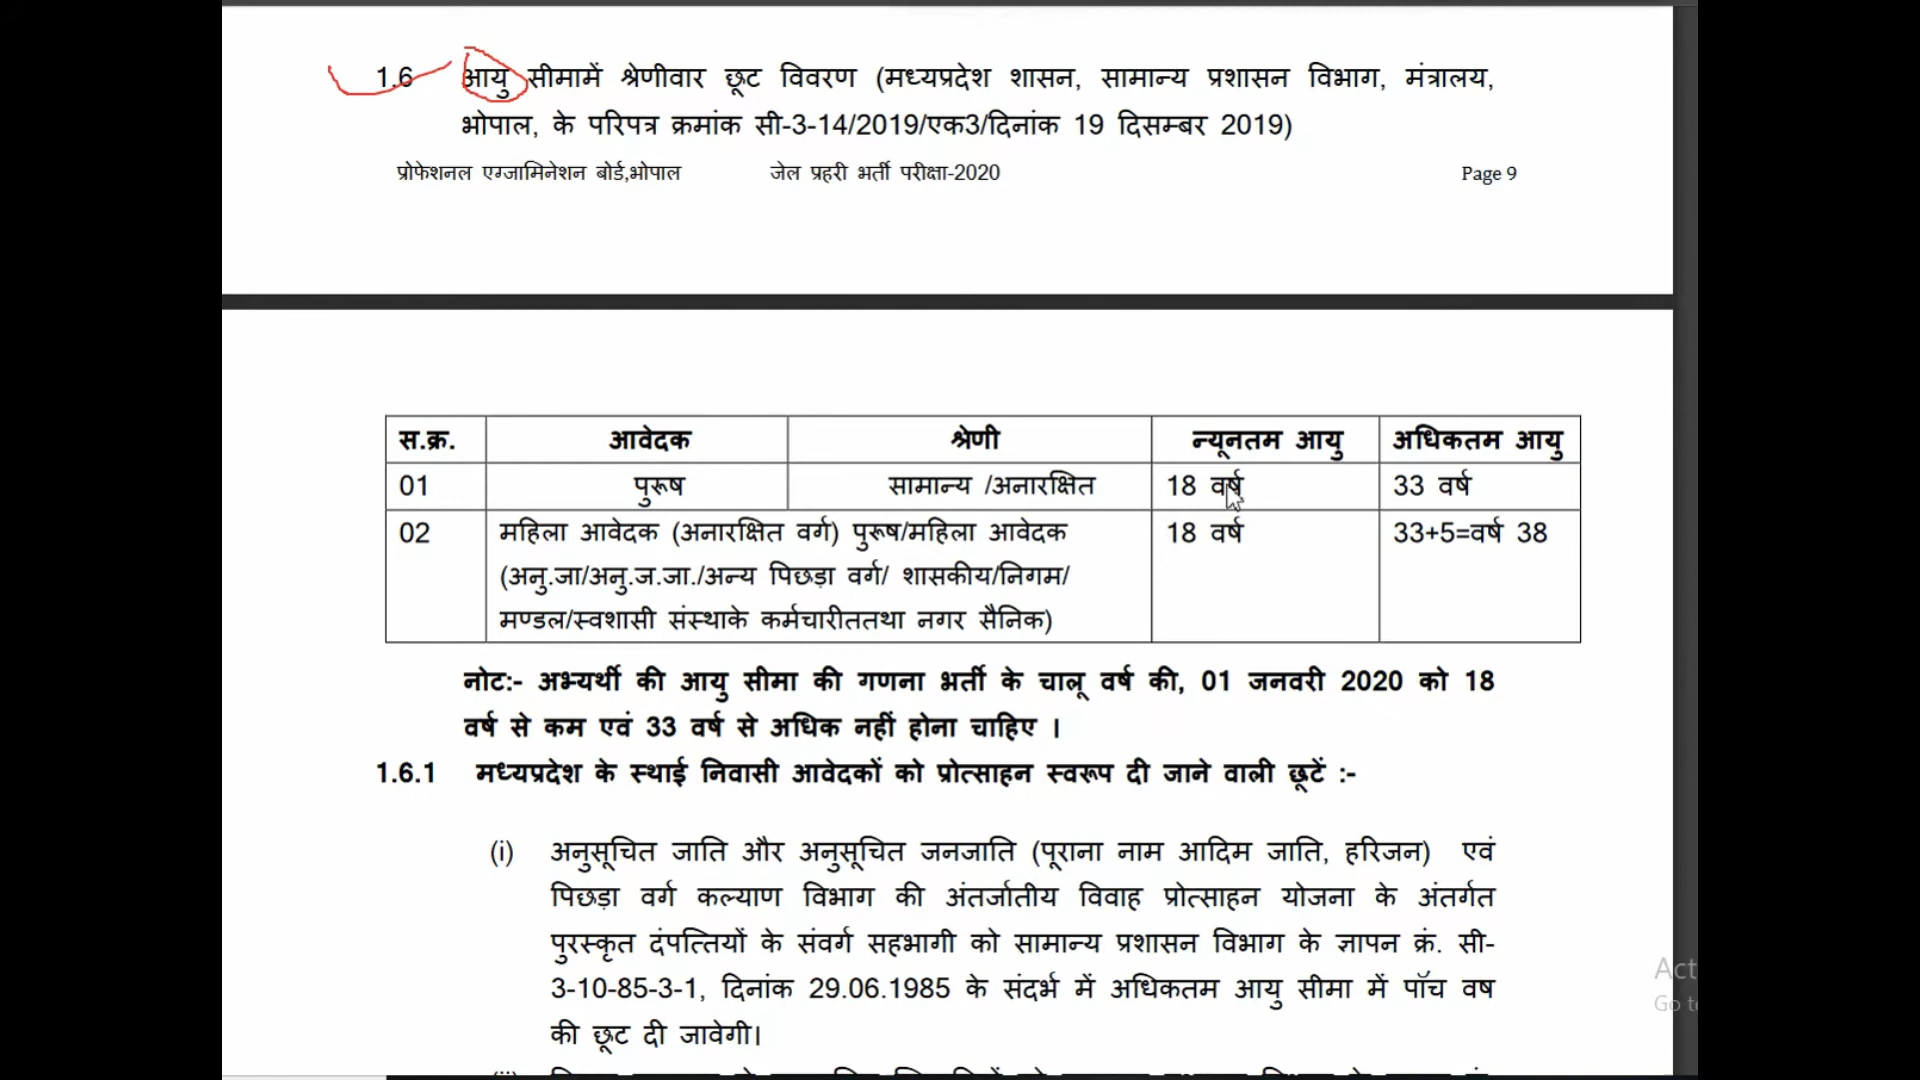 1.6 आयु सीमामें श्रेणीवार छूट विवरण (मध्यप्रदेश शासन, सामान्य प्रशासन विभाग, मंत्रालय,
भोपाल, के परिपत्र क्रमांक सी-3-14/2019/एक3/दिनांक 19 दिसम्बर 2019)
प्रोफेशनल एग्जामिनेशन बोर्ड,भोपाल जेल प्रहरी भर्ती परीक्षा-2020 Page 9
स.क्र. आवेदक श्रेणी न्यूनतम आयु अधिकतम आयु
01 पुरूष सामान्य /अनारक्षित 18 वर्ष 33 वर्ष
02 महिला आवेदक (अनारक्षित वर्ग) पुरूष/महिला आवेदक 18 वर्ष 33+5=वर्ष 38
(अनु.जा/अनु.ज.जा./अन्य पिछड़ा वर्ग/ शासकीय/निगम/
मण्डल/स्वशासी संस्थाके कर्मचारीततथा नगर सैनिक)
नोट:- अभ्यर्थी की आयु सीमा की गणना भर्ती के चालू वर्ष की, 01 जनवरी 2020 को 18
वर्ष से कम एवं 33 वर्ष से अधिक नहीं होना चाहिए ।
1.6.1 मध्यप्रदेश के स्थाई निवासी आवेदकों को प्रोत्साहन स्वरूप दी जाने वाली छूटें :-
(i) अनुसूचित जाति और अनुसूचित जनजाति (पूराना नाम आदिम जाति, हरिजन) एवं
पिछड़ा वर्ग कल्याण विभाग की अंतर्जातीय विवाह प्रोत्साहन योजना के अंतर्गत
पुरस्कृत दंपत्तियों के संवर्ग सहभागी को सामान्य प्रशासन विभाग के ज्ञापन क्रं. सी-
3-10-85-3-1, दिनांक 29.06.1985 के संदर्भ में अधिकतम आयु सीमा में पॉच वष
की छूट दी जावेगी।